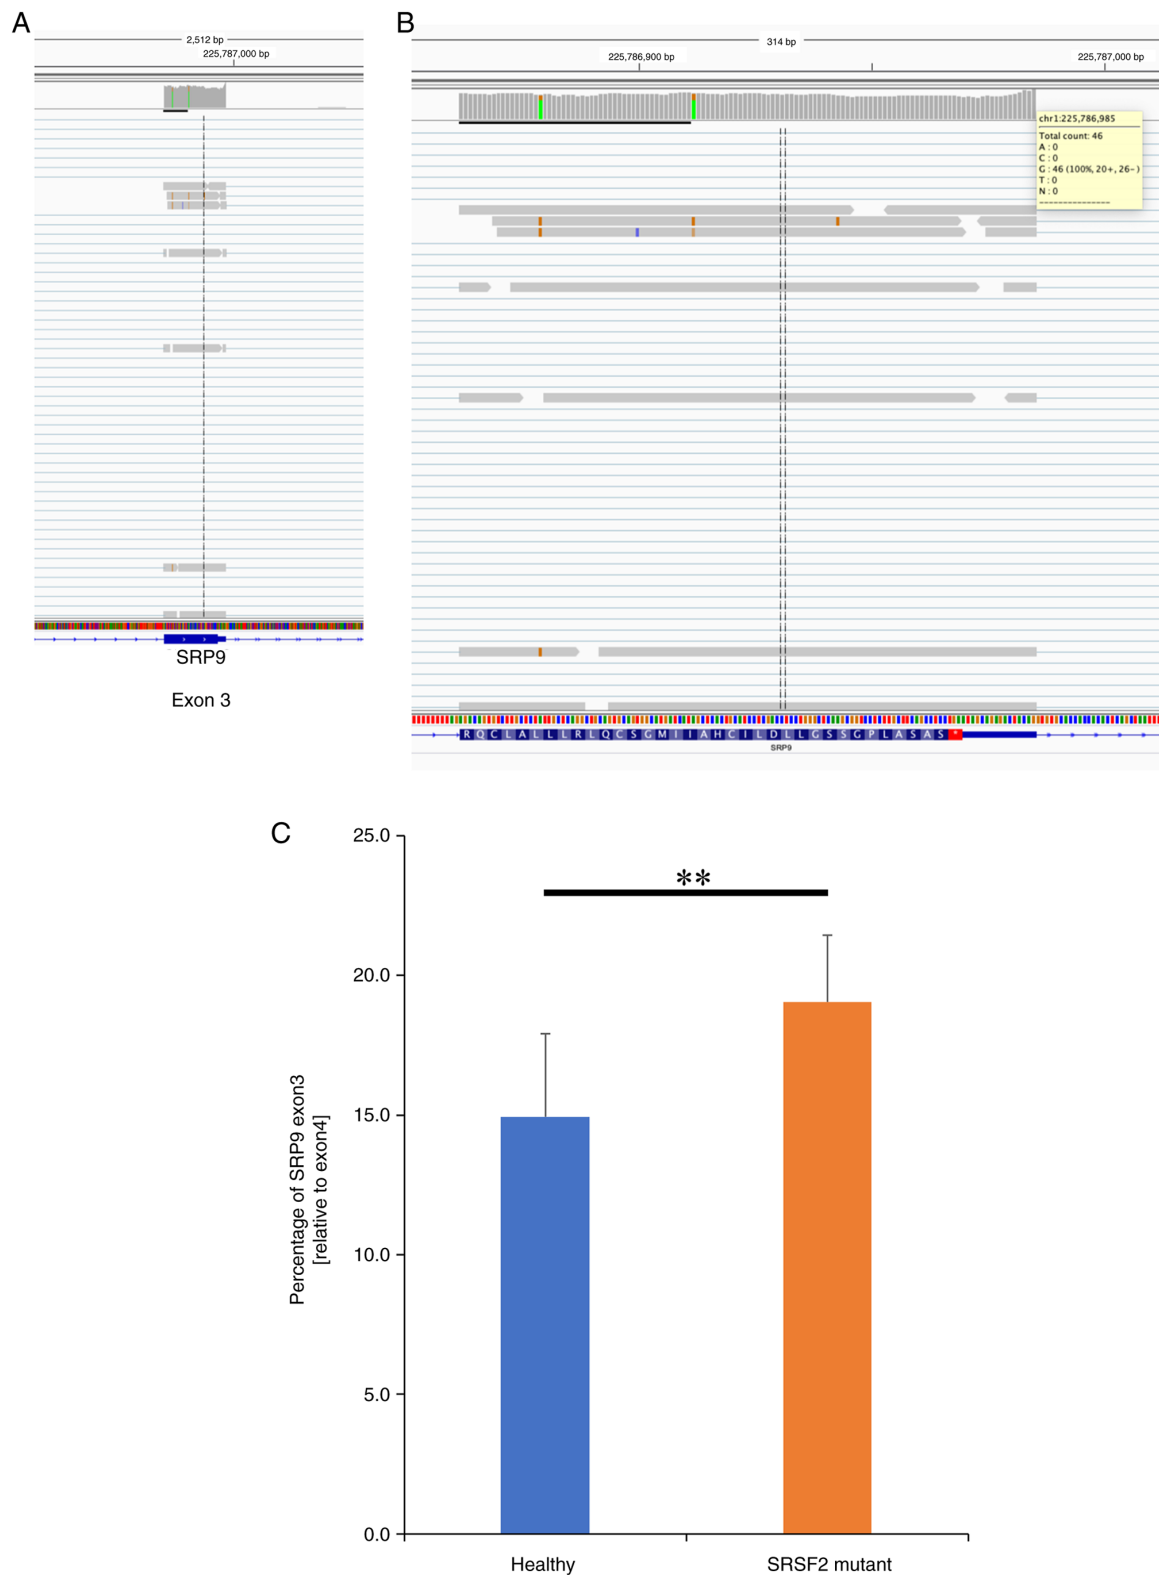 A
2,512 bp
225,787,000 bp
SRP9
Exon 3
B
314 bp
225,786,900 bp
225,787,000 bp
chr1:225,786,985
Total count: 46
A : 0
C : 0
G : 46 (100%, 20+, 26-)
T : 0
N : 0
---------------
R Q C L A L L L R L Q C S G M I I A H C I L D L L G S S G P L A S A S *
SRP9
C
**
25.0
20.0
15.0
10.0
5.0
0.0
Percentage of SRP9 exon3
[relative to exon4]
Healthy
SRSF2 mutant